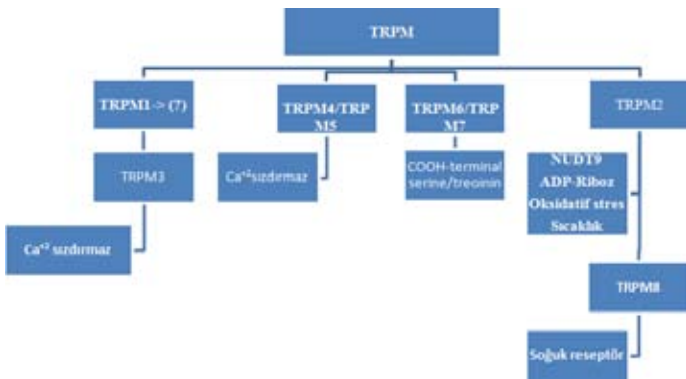 TRPM
TRPM1-> (?)
TRPM4/TRP
M5
TRPM6/TRP
M7
TRPM2
TRPM3
Ca⁺²sızdırmaz
COOH-terminal
serine/treoinin
NUDT9
ADP-Riboz
Oksidatif stres
Sıcaklık
Ca⁺² sızdırmaz
TRPM8
Soğuk reseptör